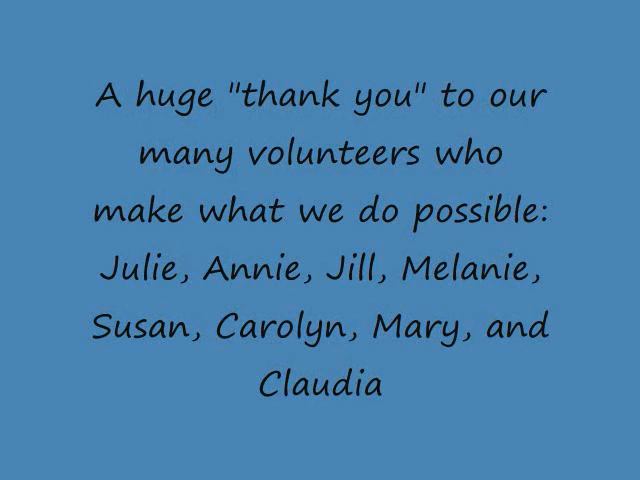 A huge "thank you" to our
many volunteers who
make what we do possible:
Julie, Annie, Jill, Melanie,
Susan, Carolyn, Mary, and
Claudia